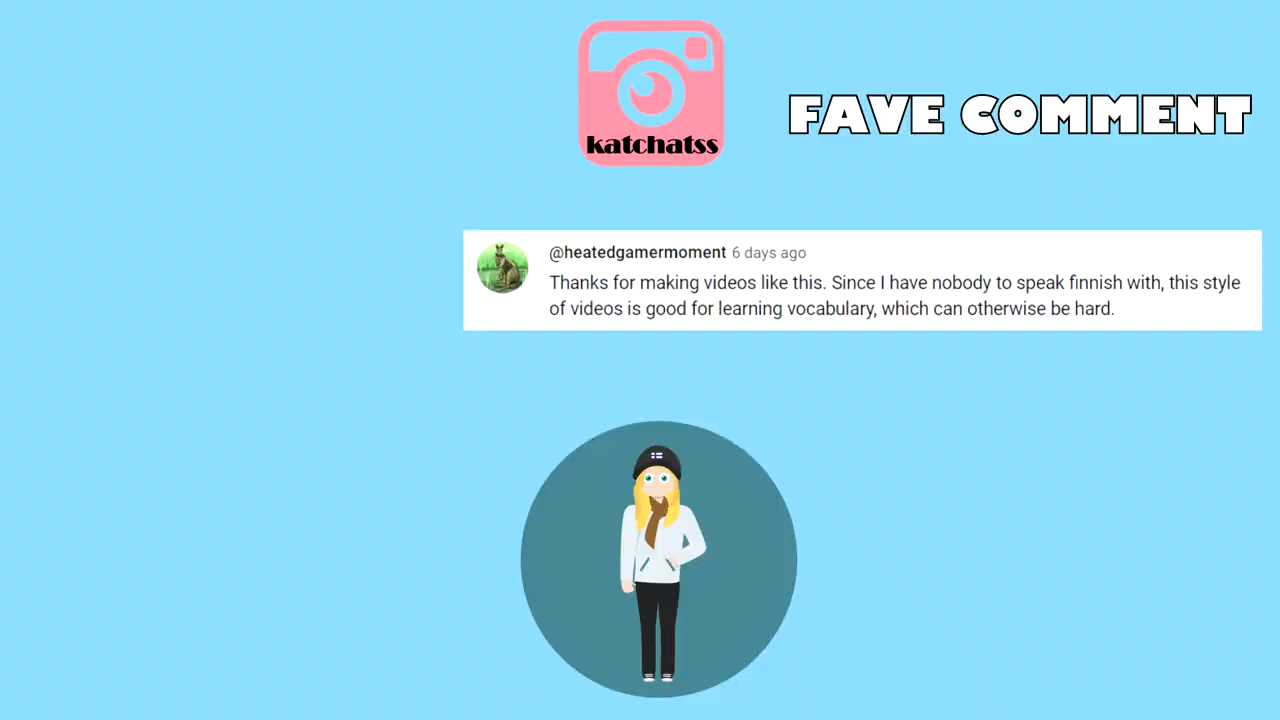 katchatss
FAVE COMMENT
@heatedgamermoment 6 days ago
Thanks for making videos like this. Since I have nobody to speak finnish with, this style
of videos is good for learning vocabulary, which can otherwise be hard.